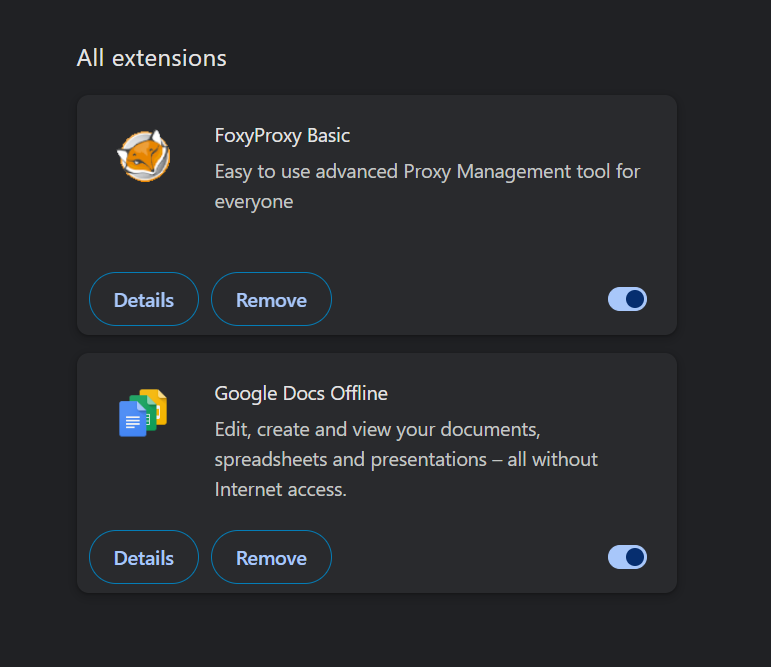 All extensions
FoxyProxy Basic
Easy to use advanced Proxy Management tool for
everyone
Details
Remove
Google Docs Offline
Edit, create and view your documents,
spreadsheets and presentations – all without
Internet access.
Details
Remove